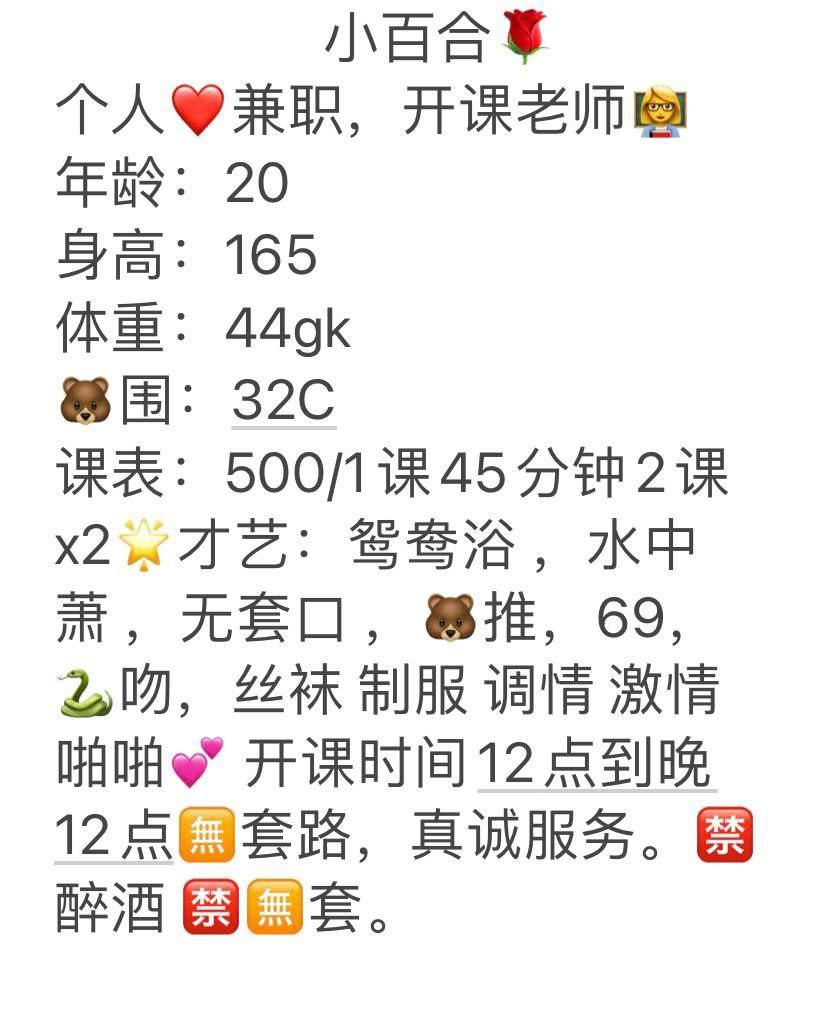 小百合🌹
个人❤️兼职，开课老师👩‍🏫
年龄：20
身高：165
体重：44gk
🐻围：32C
课表：500/1课45分钟2课
x2🌟才艺：鸳鸯浴，水中
萧，无套口，🐻推，69，
🐍吻，丝袜 制服 调情 激情
啪啪💕 开课时间12点到晚
12点🈚套路，真诚服务。🈲
醉酒 🈲🈚套。